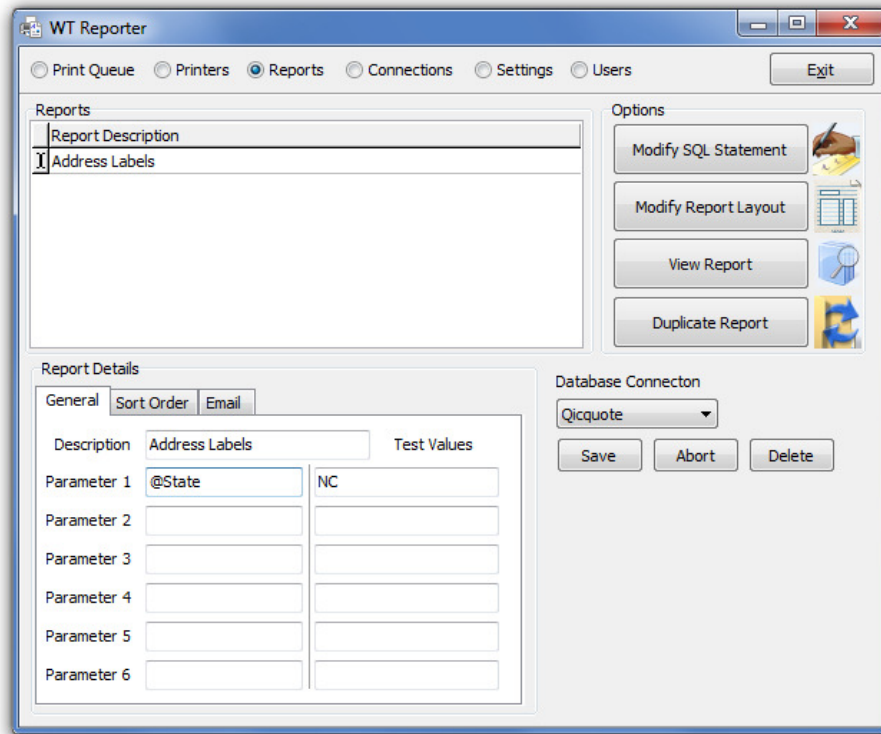 WT Reporter
Print Queue Printers Reports Connections Settings Users Exit
Reports
Report Description
Address Labels
Options
Modify SQL Statement
Modify Report Layout
View Report
Duplicate Report
Report Details
General Sort Order Email
Description Address Labels Test Values
Parameter 1 @State NC
Parameter 2
Parameter 3
Parameter 4
Parameter 5
Parameter 6
Database Connecton
Qicquote
Save Abort Delete